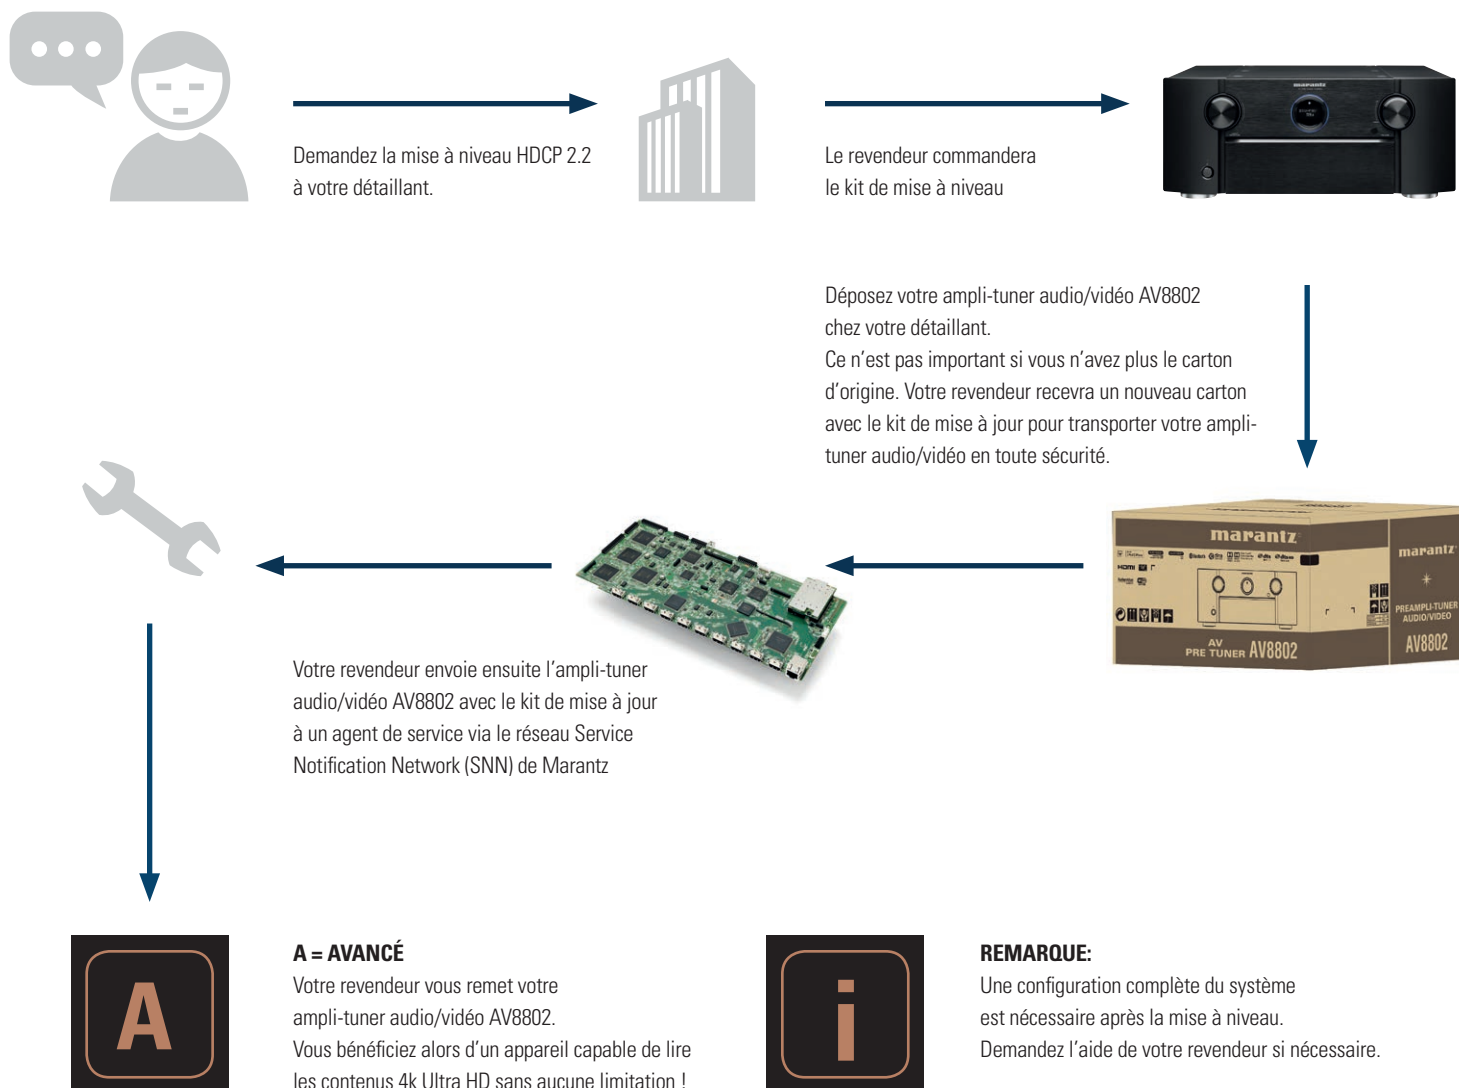 Demandez la mise à niveau HDCP 2.2
à votre détaillant.
Le revendeur commandera
le kit de mise à niveau
marantz
Déposez votre ampli-tuner audio/vidéo AV8802
chez votre détaillant.
Ce n’est pas important si vous n’avez plus le carton
d’origine. Votre revendeur recevra un nouveau carton
avec le kit de mise à jour pour transporter votre ampli-
tuner audio/vidéo en toute sécurité.
marantz
HDMI
AV
PRE TUNER AV8802
marantz
PREAMPLI-TUNER
AUDIO/VIDEO
AV8802
Votre revendeur envoie ensuite l’ampli-tuner
audio/vidéo AV8802 avec le kit de mise à jour
à un agent de service via le réseau Service
Notification Network (SNN) de Marantz
A
A = AVANCÉ
Votre revendeur vous remet votre
ampli-tuner audio/vidéo AV8802.
Vous bénéficiez alors d’un appareil capable de lire
les contenus 4k Ultra HD sans aucune limitation !
i
REMARQUE:
Une configuration complète du système
est nécessaire après la mise à niveau.
Demandez l’aide de votre revendeur si nécessaire.